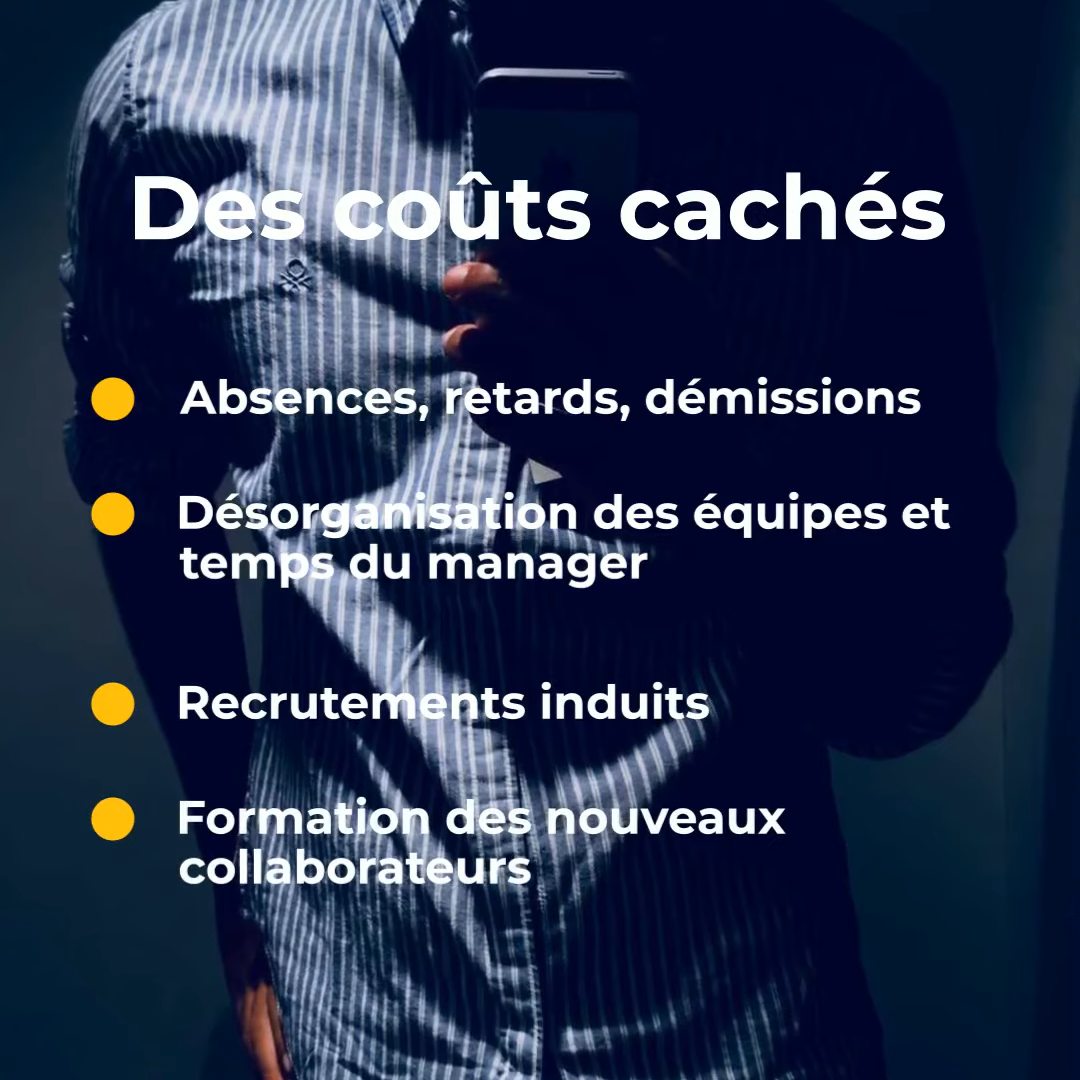 Des coûts cachés
Absences, retards, démissions
Désorganisation des équipes et
temps du manager
Recrutements induits
Formation des nouveaux
collaborateurs